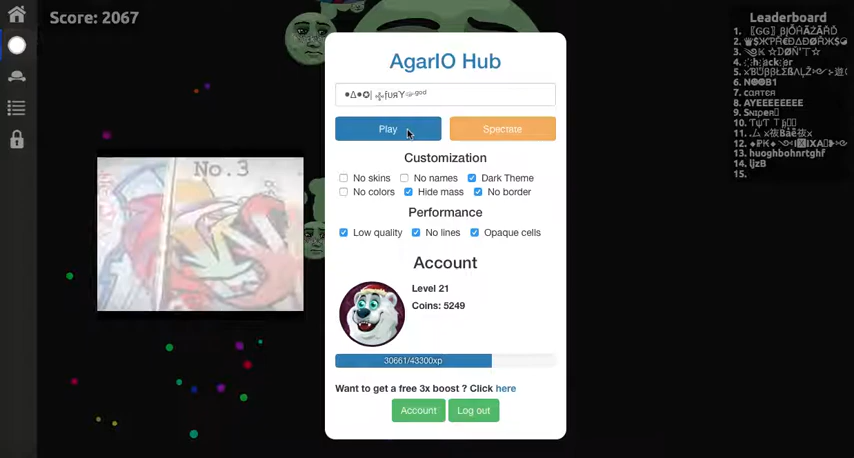 Score: 2067
No.3
AgarIO Hub
Play
Spectate
Customization
No skins
No names
Dark Theme
No colors
Hide mass
No border
Performance
Low quality
No lines
Opaque cells
Account
Level 21
Coins: 5249
30661/43300xp
Want to get a free 3x boost ? Click here
Account
Log out
Leaderboard
1.
2.
3.
4.
5.
6. N⊕⊕B1
7. cαятєя
8. AYEEEEEEEE
9.
10.
11.
12.
13. huoghbohnrtghf
14. ljzB
15.